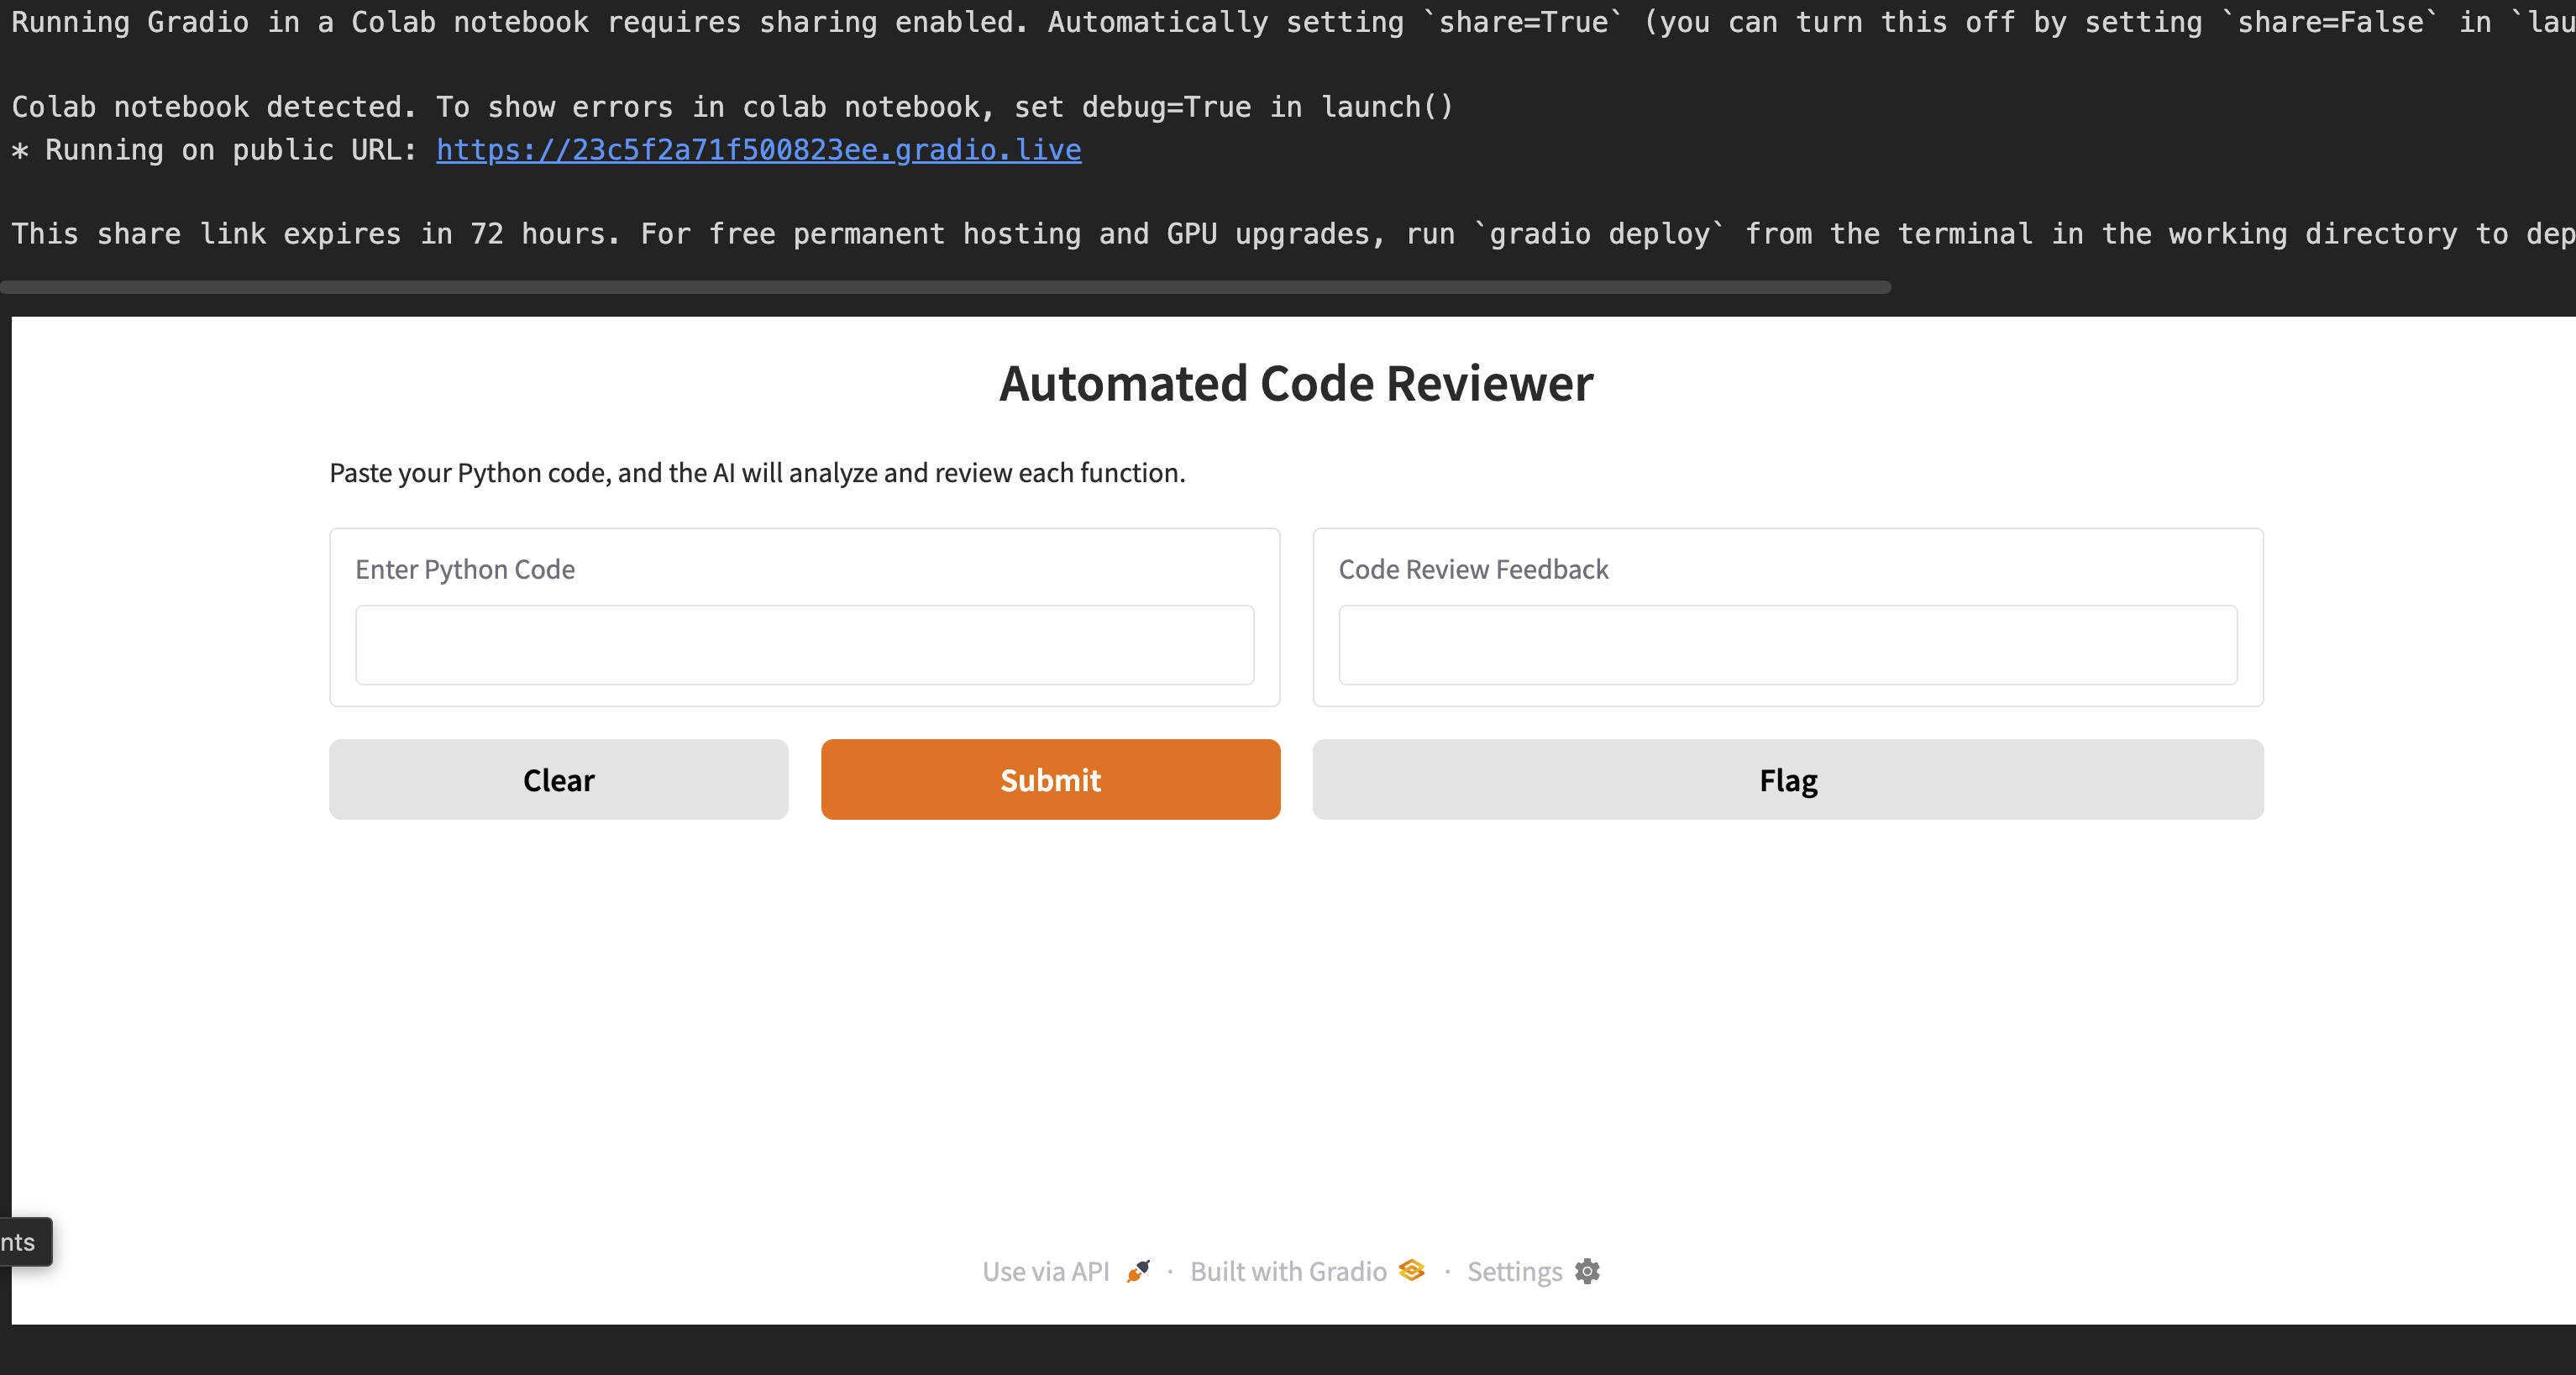 Running Gradio in a Colab notebook requires sharing enabled. Automatically setting `share=True` (you can turn this off by setting `share=False` in `lau
Colab notebook detected. To show errors in colab notebook, set debug=True in launch()
* Running on public URL: https://23c5f2a71f500823ee.gradio.live
This share link expires in 72 hours. For free permanent hosting and GPU upgrades, run `gradio deploy` from the terminal in the working directory to dep
Automated Code Reviewer
Paste your Python code, and the AI will analyze and review each function.
Enter Python Code
Code Review Feedback
Clear
Submit
Flag
nts
Use via API · Built with Gradio · Settings